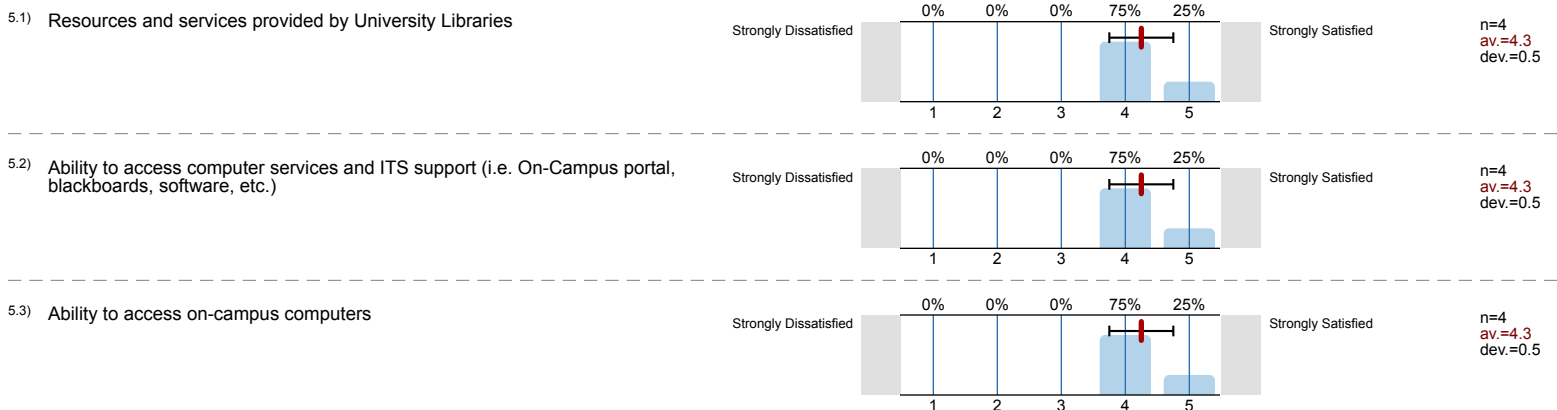 5.1) Resources and services provided by University Libraries
0% 0% 0% 75% 25%
Strongly Dissatisfied
Strongly Satisfied
n=4
av.=4.3
dev.=0.5
1 2 3 4 5
5.2) Ability to access computer services and ITS support (i.e. On-Campus portal,
blackboards, software, etc.)
0% 0% 0% 75% 25%
Strongly Dissatisfied
Strongly Satisfied
n=4
av.=4.3
dev.=0.5
1 2 3 4 5
5.3) Ability to access on-campus computers
0% 0% 0% 75% 25%
Strongly Dissatisfied
Strongly Satisfied
n=4
av.=4.3
dev.=0.5
1 2 3 4 5